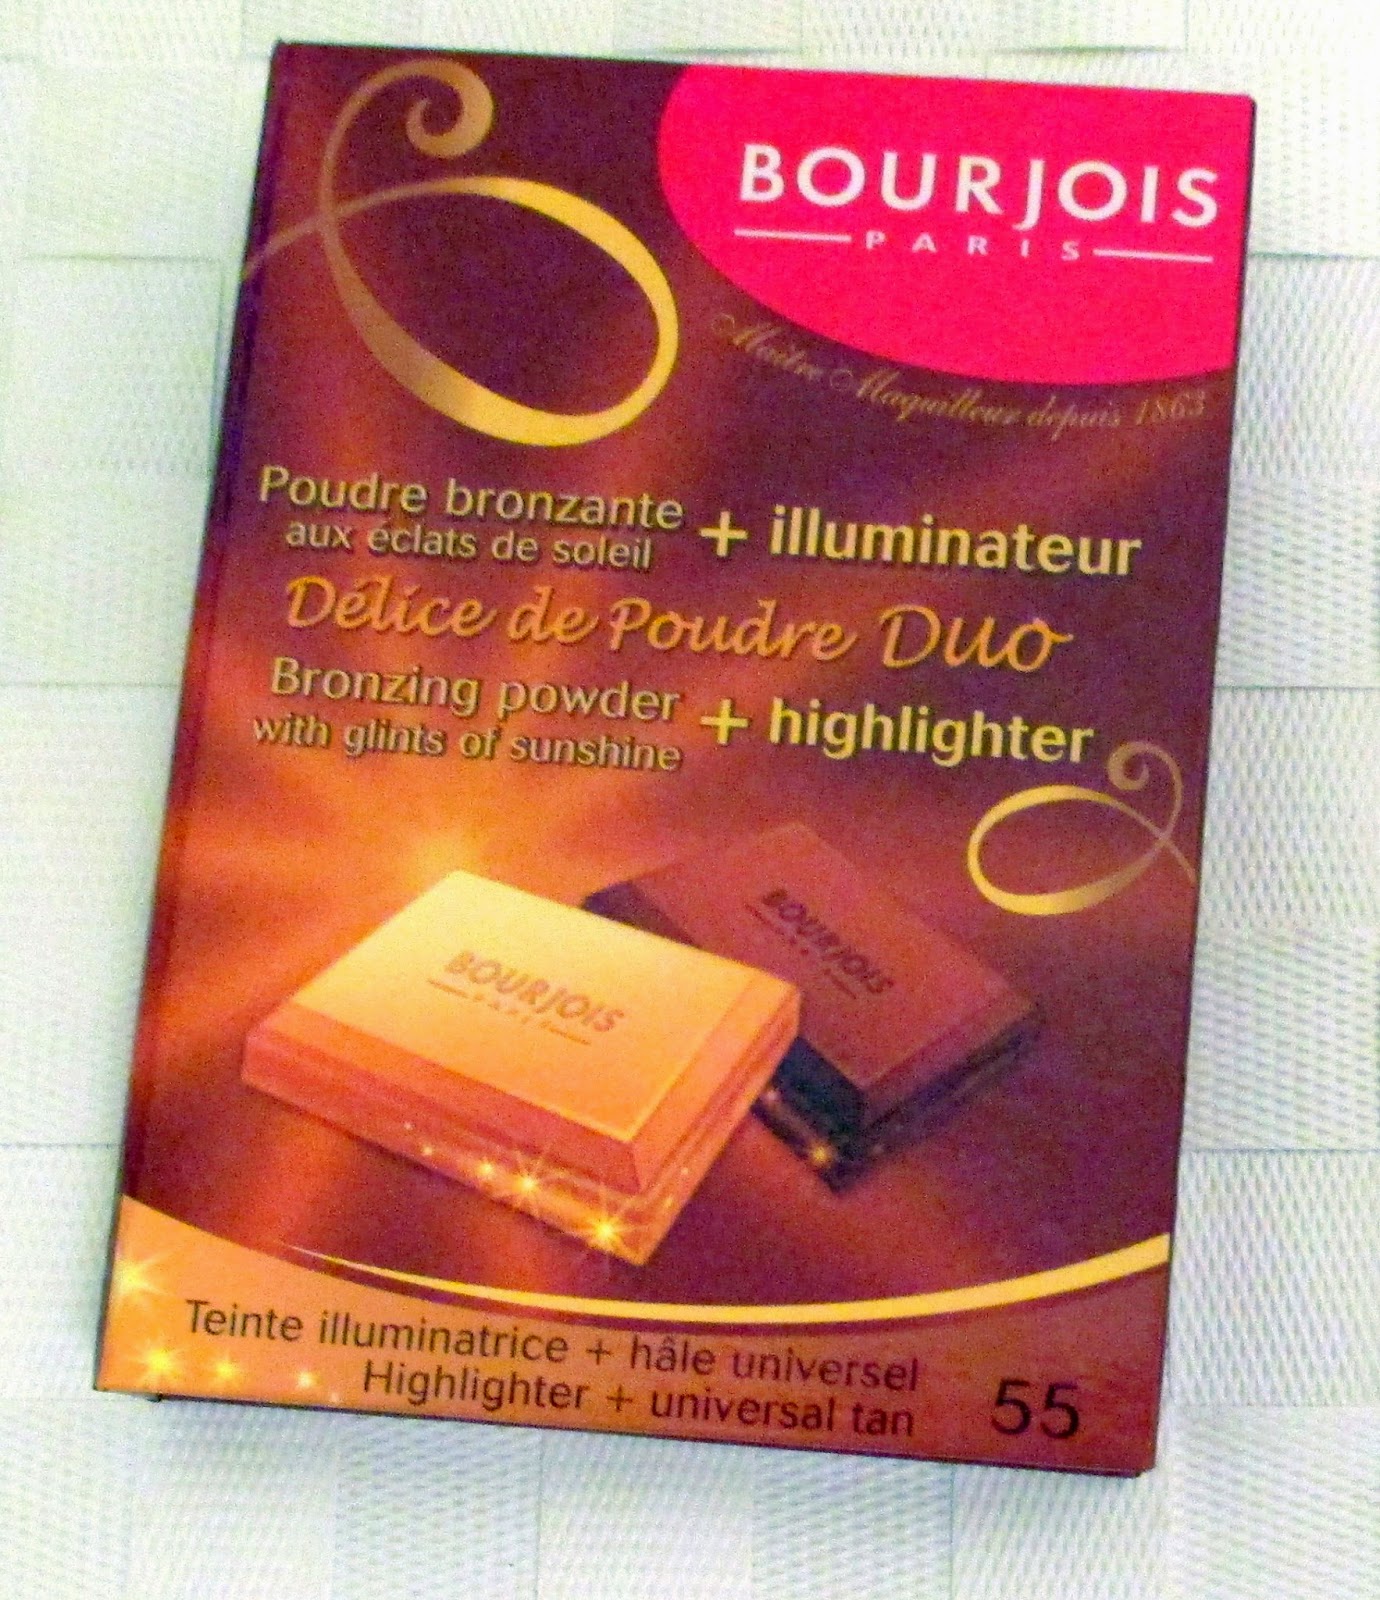 BOURJOIS
PARIS
Maître Maquilleur depuis 1863
Poudre bronzante
aux éclats de soleil
+ illuminateur
Délice de Poudre Duo
Bronzing powder
with glints of sunshine
+ highlighter
BOURJOIS
BOURJOIS
PARIS
Teinte illuminatrice + hâle universel
Highlighter + universal tan
55